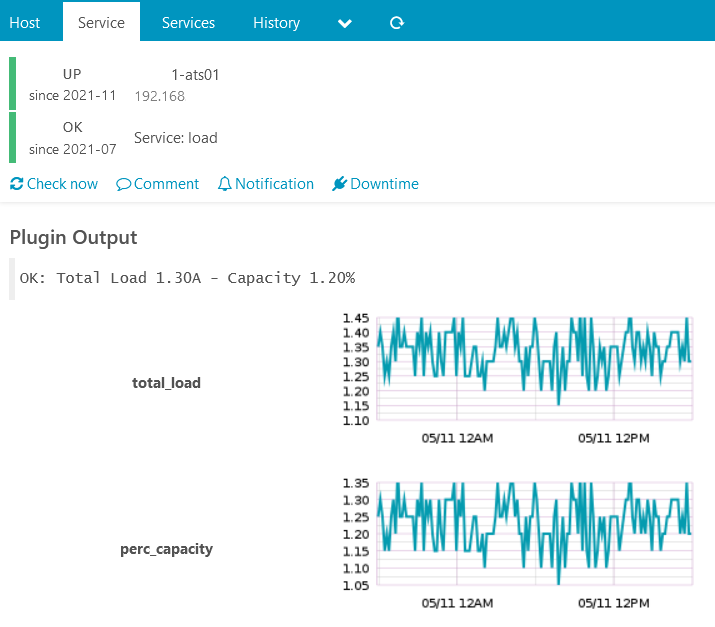 Host Service Services History
UP 1-ats01
since 2021-11 192.168
OK
Service: load
since 2021-07
Check now Comment Notification Downtime
Plugin Output
OK: Total Load 1.30A - Capacity 1.20%
total_load
1.45
1.40
1.35
1.30
1.25
1.20
1.15
1.10
05/11 12AM 05/11 12PM
perc_capacity
1.35
1.30
1.25
1.20
1.15
1.10
1.05
05/11 12AM 05/11 12PM